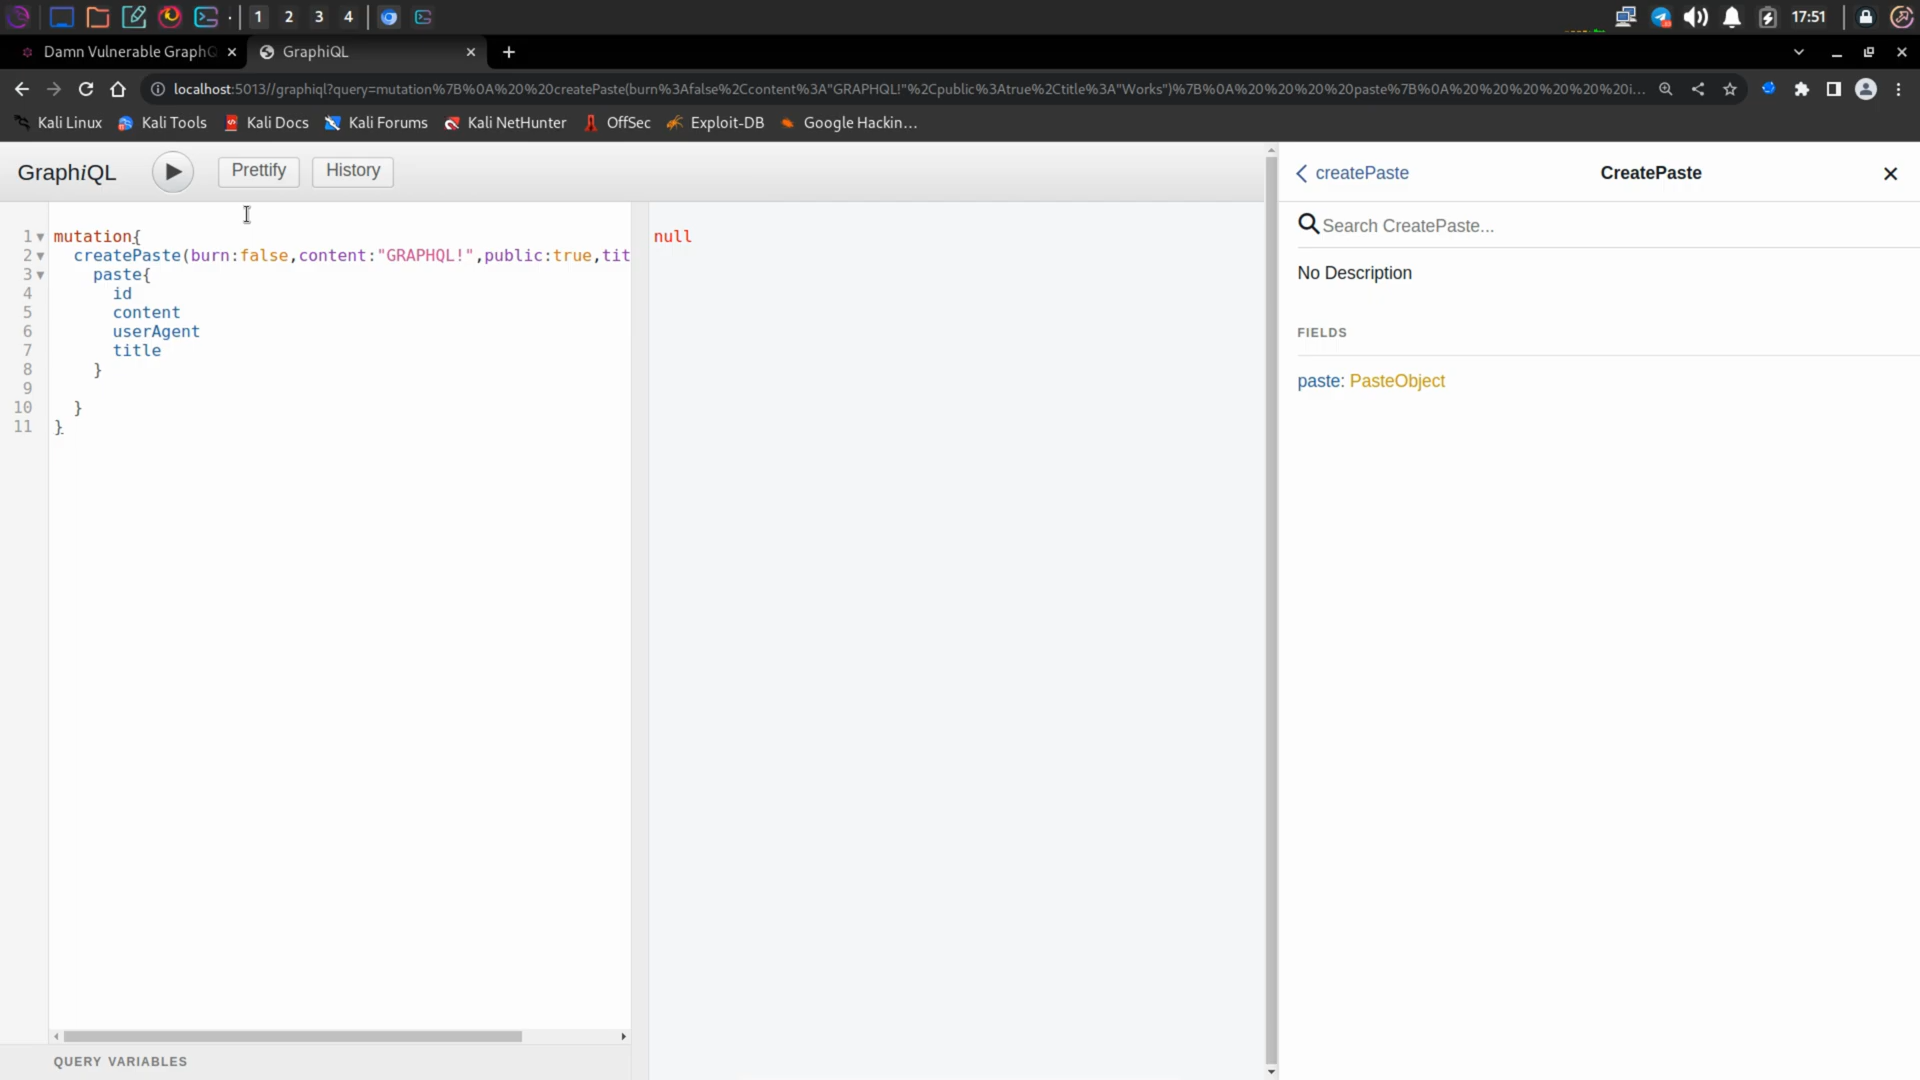 1 2 3 4 17:51
Damn Vulnerable GraphQ GraphiQL
localhost:5013//graphiql?query=mutation%7B%0A%20%20createPaste(burn%3Afalse%2Ccontent%3A"GRAPHQL!"%2Cpublic%3Atrue%2Ctitle%3A"Works")%7B%0A%20%20%20%20paste%7B%0A%20%20%20%20%20%20i...
Kali Linux Kali Tools Kali Docs Kali Forums Kali NetHunter OffSec Exploit-DB Google Hackin...
GraphiQL Prettify History
1 mutation{
2 createPaste(burn:false,content:"GRAPHQL!",public:true,tit
3 paste{
4 id
5 content
6 userAgent
7 title
8 }
9
10 }
11 }
QUERY VARIABLES
null
createPaste CreatePaste
Search CreatePaste...
No Description
FIELDS
paste: PasteObject